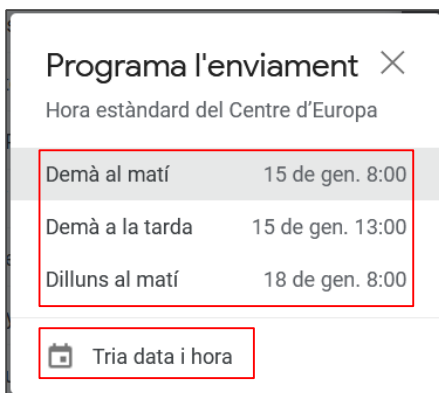 Programa l'enviament
Hora estàndard del Centre d’Europa
Demà al matí 15 de gen. 8:00
Demà a la tarda 15 de gen. 13:00
Dilluns al matí 18 de gen. 8:00
Tria data i hora